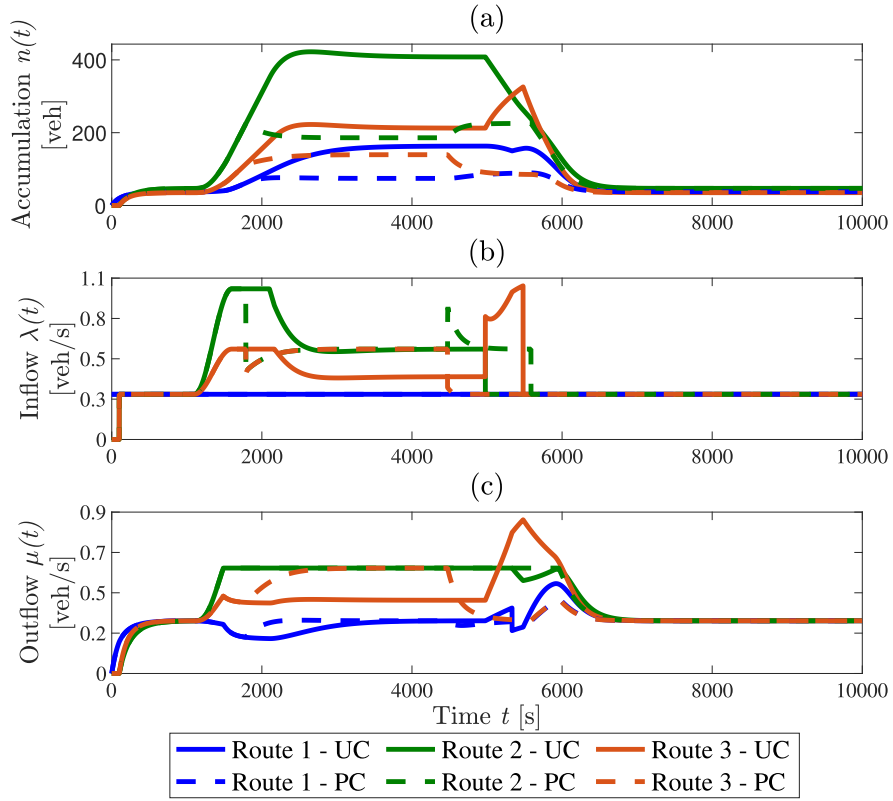 (a)
Accumulation n(t)
[veh]
400
200
0
0 2000 4000 6000 8000 10000
(b)
Inflow λ(t)
[veh/s]
1.1
0.8
0.5
0.3
0
0 2000 4000 6000 8000 10000
(c)
Outflow μ(t)
[veh/s]
0.9
0.7
0.5
0.2
0
0 2000 4000 6000 8000 10000
Time t [s]
Route 1 - UC Route 2 - UC Route 3 - UC
Route 1 - PC Route 2 - PC Route 3 - PC